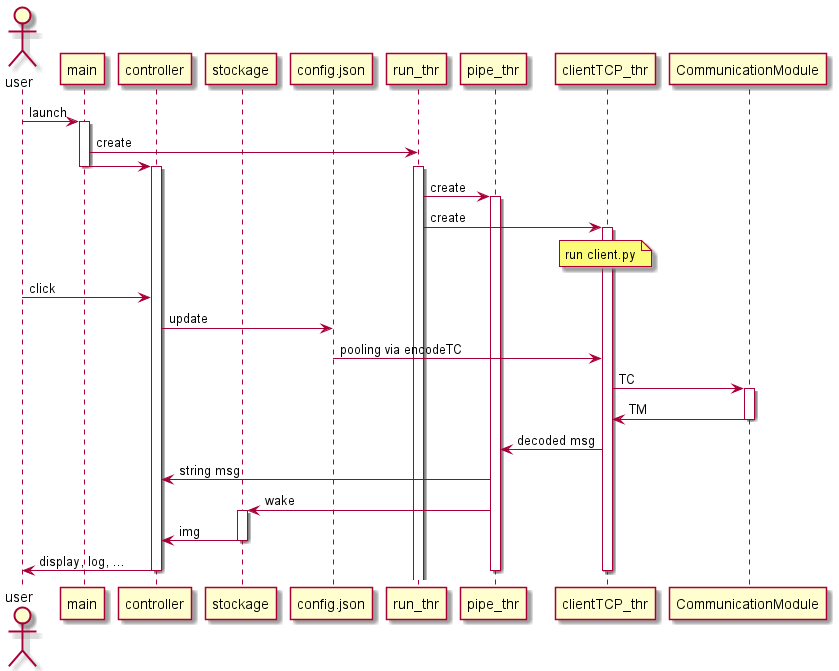 user
main
controller
stockage
config.json
run_thr
pipe_thr
clientTCP_thr
CommunicationModule
launch
create
create
create
run client.py
click
update
pooling via encodeTC
TC
TM
decoded msg
string msg
wake
img
display, log, ...
user
main
controller
stockage
config.json
run_thr
pipe_thr
clientTCP_thr
CommunicationModule